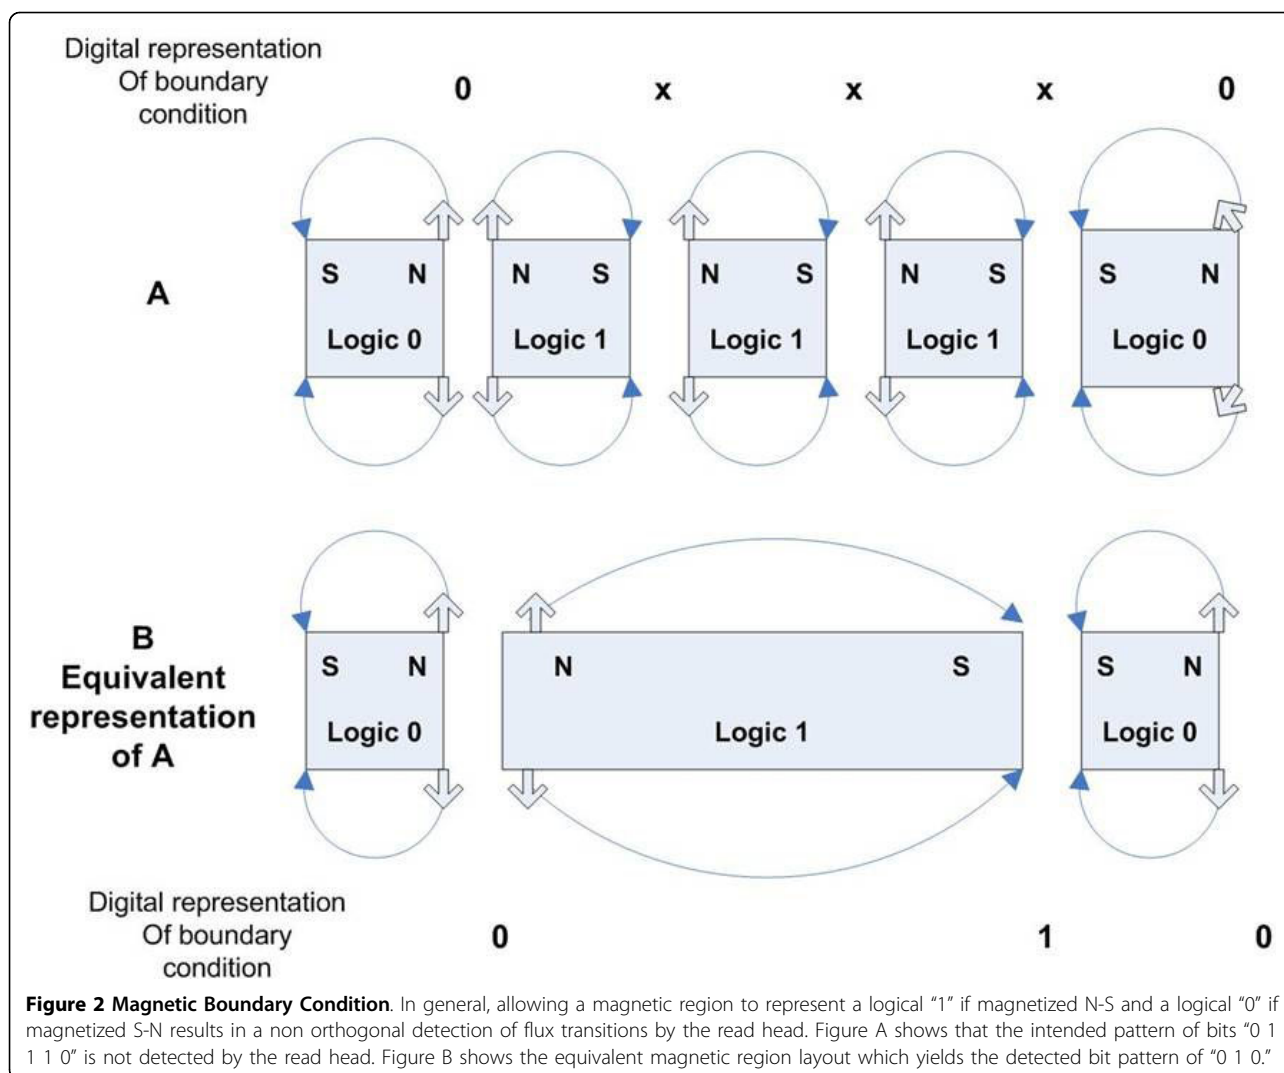 Digital representation
Of boundary
condition
0 x x x 0
A
S N N S N S N S S N
Logic 0 Logic 1 Logic 1 Logic 1 Logic 0
B
Equivalent
representation
of A
S N N S S N
Logic 0 Logic 1 Logic 0
Digital representation
Of boundary
condition
0 1 0
Figure 2 Magnetic Boundary Condition. In general, allowing a magnetic region to represent a logical “1” if magnetized N-S and a logical “0” if
magnetized S-N results in a non orthogonal detection of flux transitions by the read head. Figure A shows that the intended pattern of bits “0 1
1 1 0” is not detected by the read head. Figure B shows the equivalent magnetic region layout which yields the detected bit pattern of “0 1 0.”